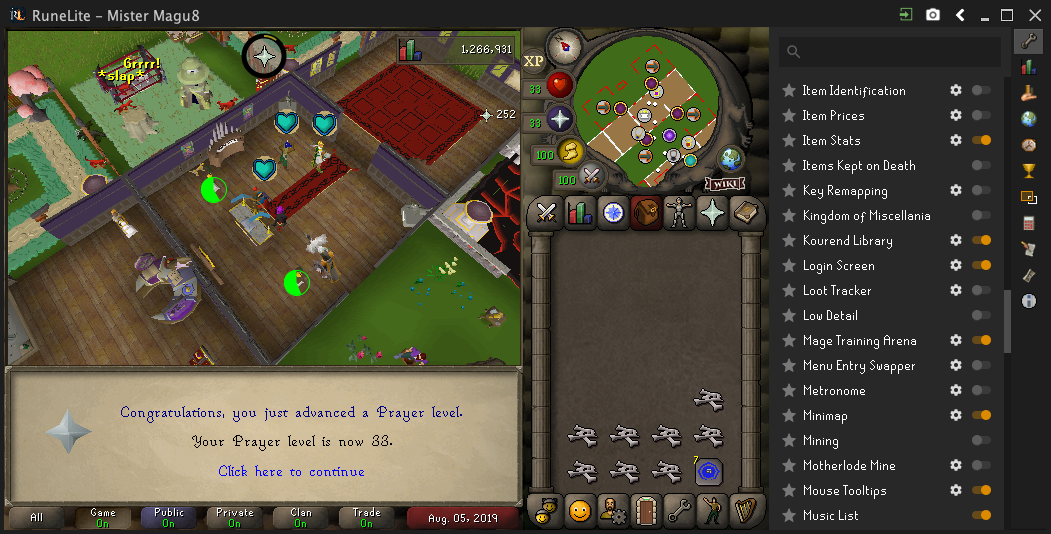 RuneLite - Mister Magu8
Grrr!
*slap*
1,266,931
252
XP
33
33
100
100
WIKI
Congratulations, you just advanced a Prayer level.
Your Prayer level is now 33.
Click here to continue
7
All
Game
On
Public
On
Private
On
Clan
On
Trade
On
Aug. 05, 2019
Item Identification
Item Prices
Item Stats
Items Kept on Death
Key Remapping
Kingdom of Miscellania
Kourend Library
Login Screen
Loot Tracker
Low Detail
Mage Training Arena
Menu Entry Swapper
Metronome
Minimap
Mining
Motherlode Mine
Mouse Tooltips
Music List